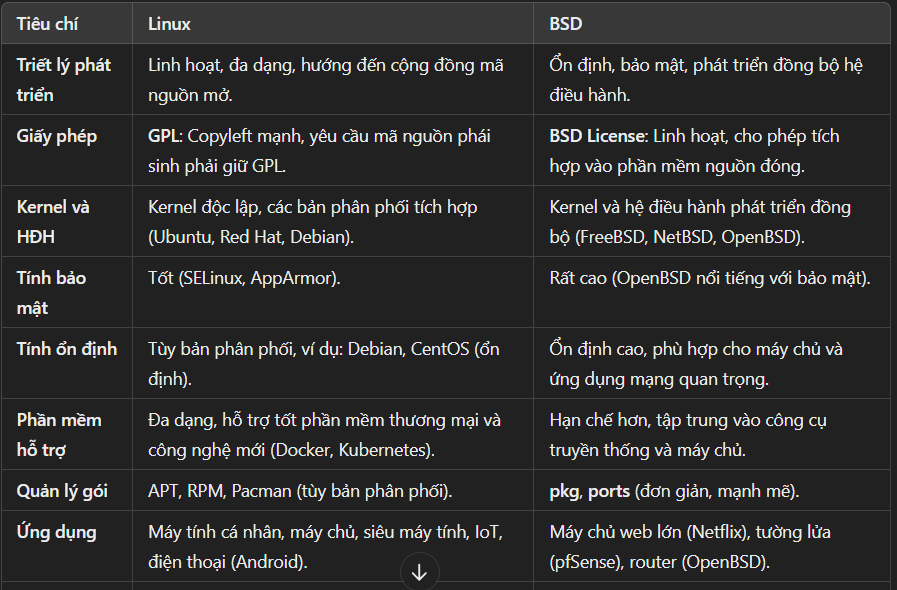 Tiêu chí Linux BSD
Triết lý phát Linh hoạt, đa dạng, hướng đến cộng đồng mã Ổn định, bảo mật, phát triển đồng bộ hệ
triển nguồn mở. điều hành.
Giấy phép GPL: Copyleft mạnh, yêu cầu mã nguồn phái BSD License: Linh hoạt, cho phép tích
sinh phải giữ GPL. hợp vào phần mềm nguồn đóng.
Kernel và Kernel độc lập, các bản phân phối tích hợp Kernel và hệ điều hành phát triển đồng
HĐH (Ubuntu, Red Hat, Debian). bộ (FreeBSD, NetBSD, OpenBSD).
Tính bảo Tốt (SELinux, AppArmor). Rất cao (OpenBSD nổi tiếng với bảo mật).
mật
Tính ổn định Tùy bản phân phối, ví dụ: Debian, CentOS (ổn Ổn định cao, phù hợp cho máy chủ và
định). ứng dụng mạng quan trọng.
Phần mềm Đa dạng, hỗ trợ tốt phần mềm thương mại và Hạn chế hơn, tập trung vào công cụ
hỗ trợ công nghệ mới (Docker, Kubernetes). truyền thống và máy chủ.
Quản lý gói APT, RPM, Pacman (tùy bản phân phối). pkg, ports (đơn giản, mạnh mẽ).
Ứng dụng Máy tính cá nhân, máy chủ, siêu máy tính, IoT, Máy chủ web lớn (Netflix), tường lửa
điện thoại (Android). (pfSense), router (OpenBSD).